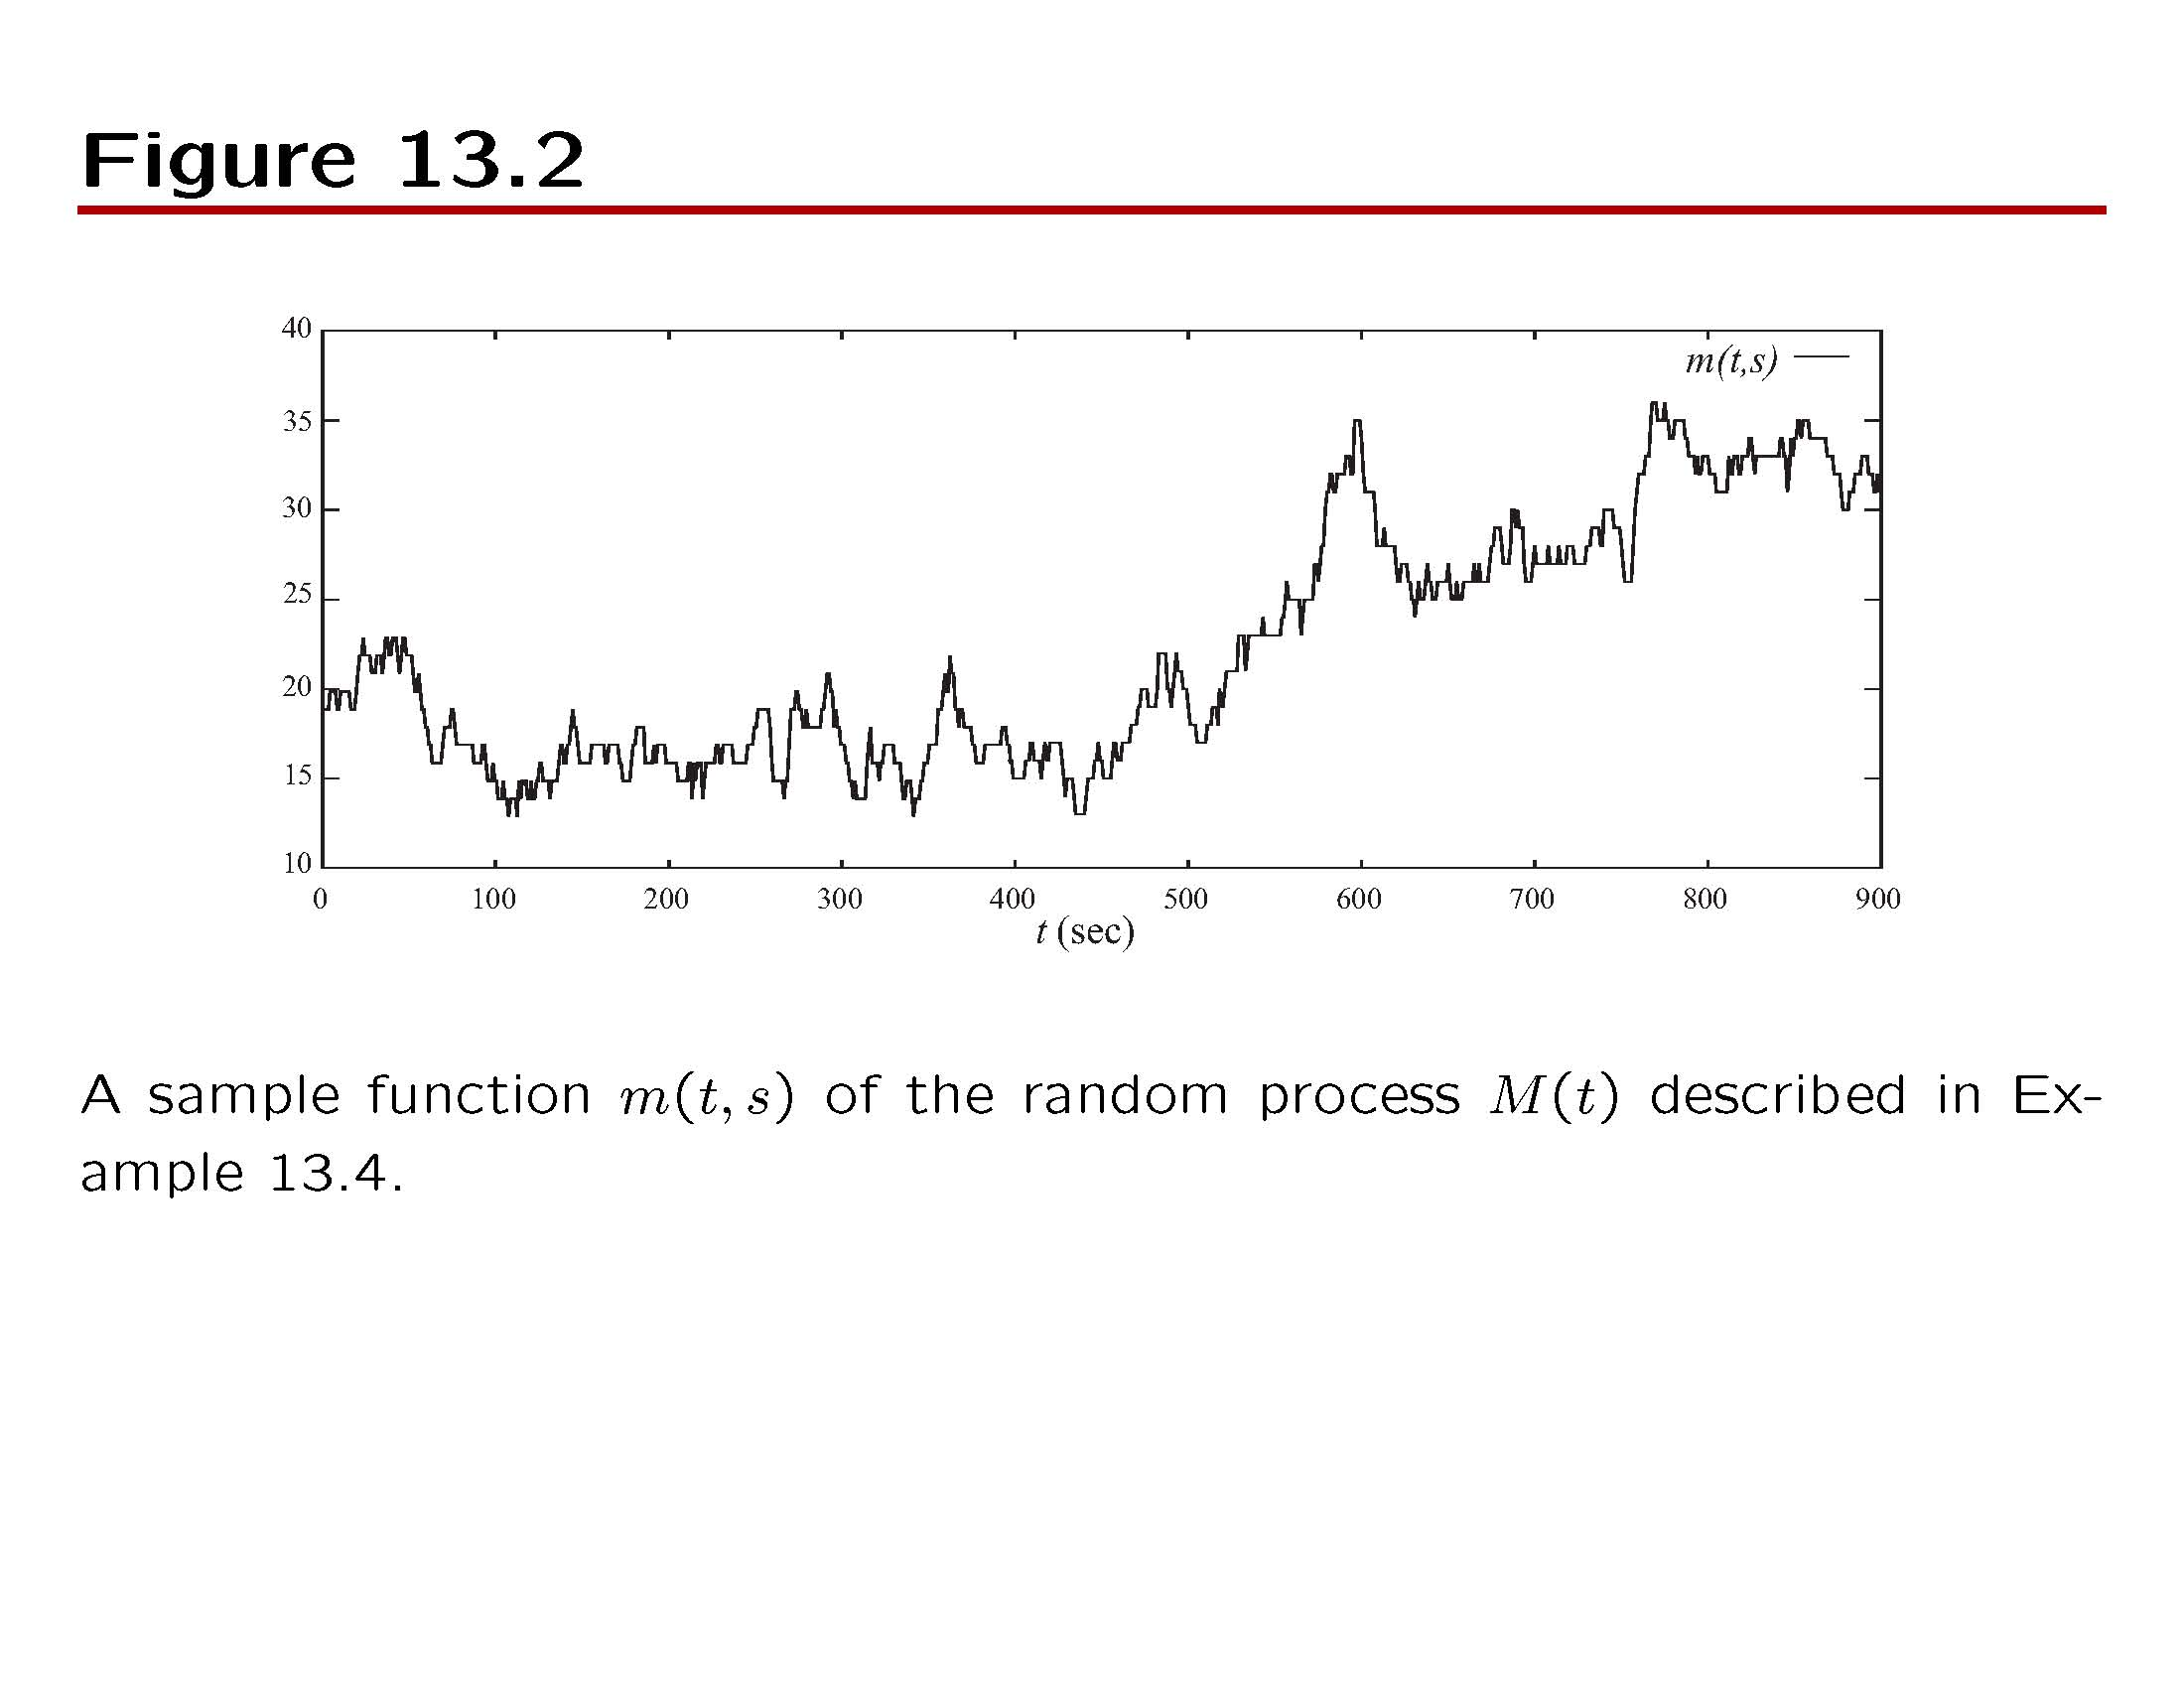 Figure 13.2
40
m(t,s)
35
30
25
20
15
10
0 100 200 300 400 500 600 700 800 900
t (sec)
A sample function m(t, s) of the random process M(t) described in Ex-
ample 13.4.